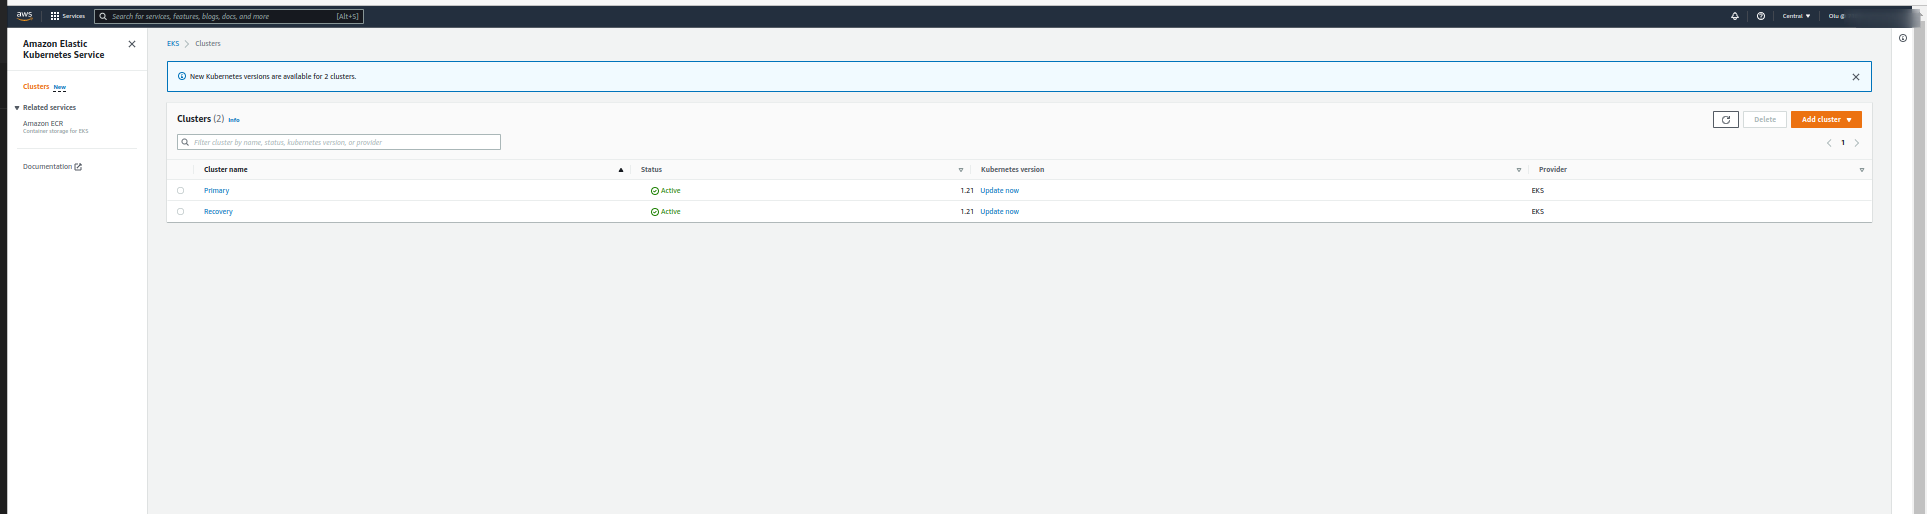 aws Services Search for services, features, blogs, docs, and more [Alt+S] Central Olu @
Amazon Elastic
Kubernetes Service
Clusters New
Related services
Amazon ECR
Container storage for EKS
Documentation
EKS Clusters
New Kubernetes versions are available for 2 clusters.
Clusters (2) Info
Delete Add cluster
Filter cluster by name, status, kubernetes version, or provider
1
Cluster name Status Kubernetes version Provider
Primary Active 1.21 Update now EKS
Recovery Active 1.21 Update now EKS